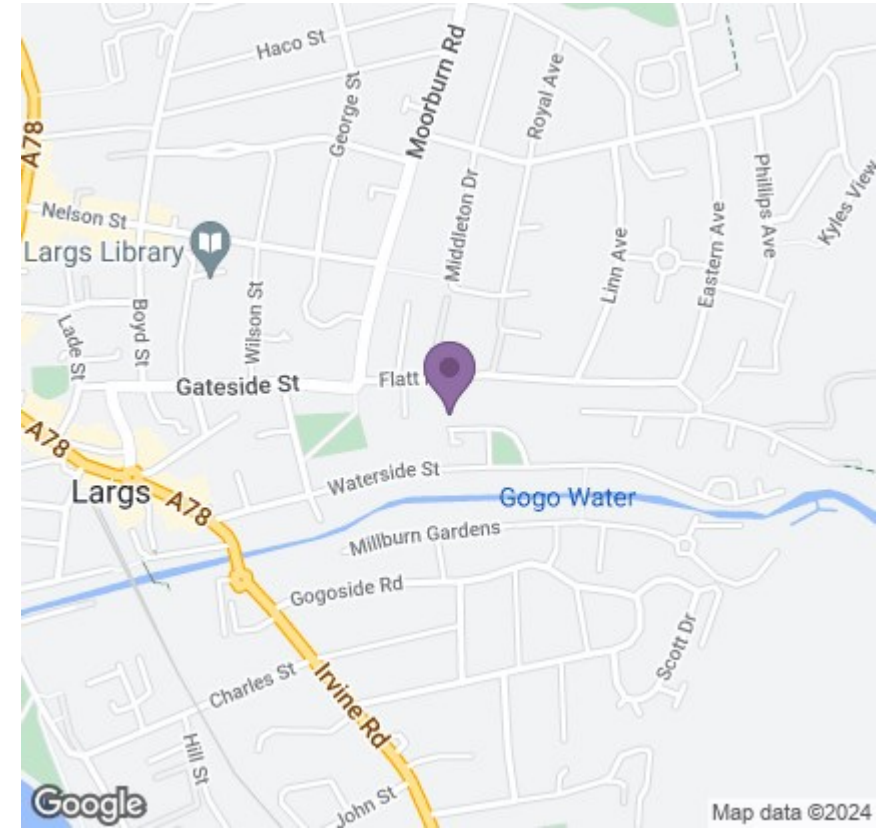 Haco St
George St
Moorburn Rd
Royal Ave
A78
Middleton Dr
Phillips Ave
Kyles View
Nelson St
Largs Library
Linn Ave
Eastern Ave
Lade St
Boyd St
Wilson St
Gateside St
Flatt
A78
Largs
A78
Waterside St
Gogo Water
Millburn Gardens
Gogoside Rd
Scott Dr
Charles St
Irvine Rd
Hill St
John St
Google
Map data ©2024